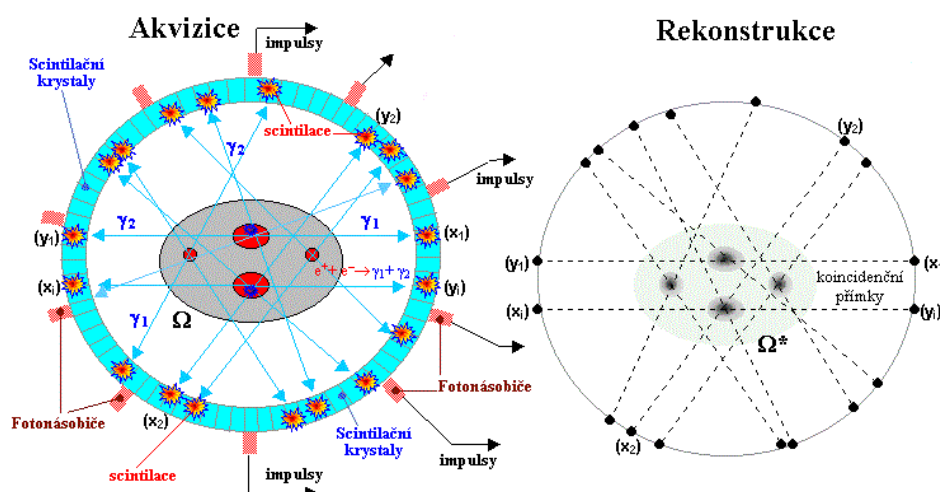 Akvizice
impulsy
Scintilační
krystaly
scintilace
(y₂)
γ₂
impulsy
γ₂
γ₁
(y₁)
(x₁)
e⁺+ e⁻→γ₁+ γ₂
(xᵢ)
(yᵢ)
γ₁
Ω
Fotonásobiče
Fotonásobiče
(x₂)
Scintilační
krystaly
scintilace
impulsy
impulsy
Rekonstrukce
(y₂)
(y₁)
(x
koincidenční
přímky
(xᵢ)
(yᵢ)
Ω*
(x₂)